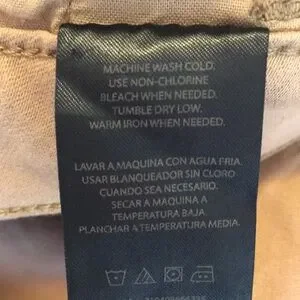 MACHINE WASH COLD.
USE NON-CHLORINE
BLEACH WHEN NEEDED.
TUMBLE DRY LOW.
WARM IRON WHEN NEEDED.
LAVAR A MAQUINA CON AGUA FRIA.
USAR BLANQUEADOR SIN CLORO
CUANDO SEA NECESARIO.
SECAR A MAQUINA A
TEMPERATURA BAJA.
PLANCHAR A TEMPERATURA MEDIA.